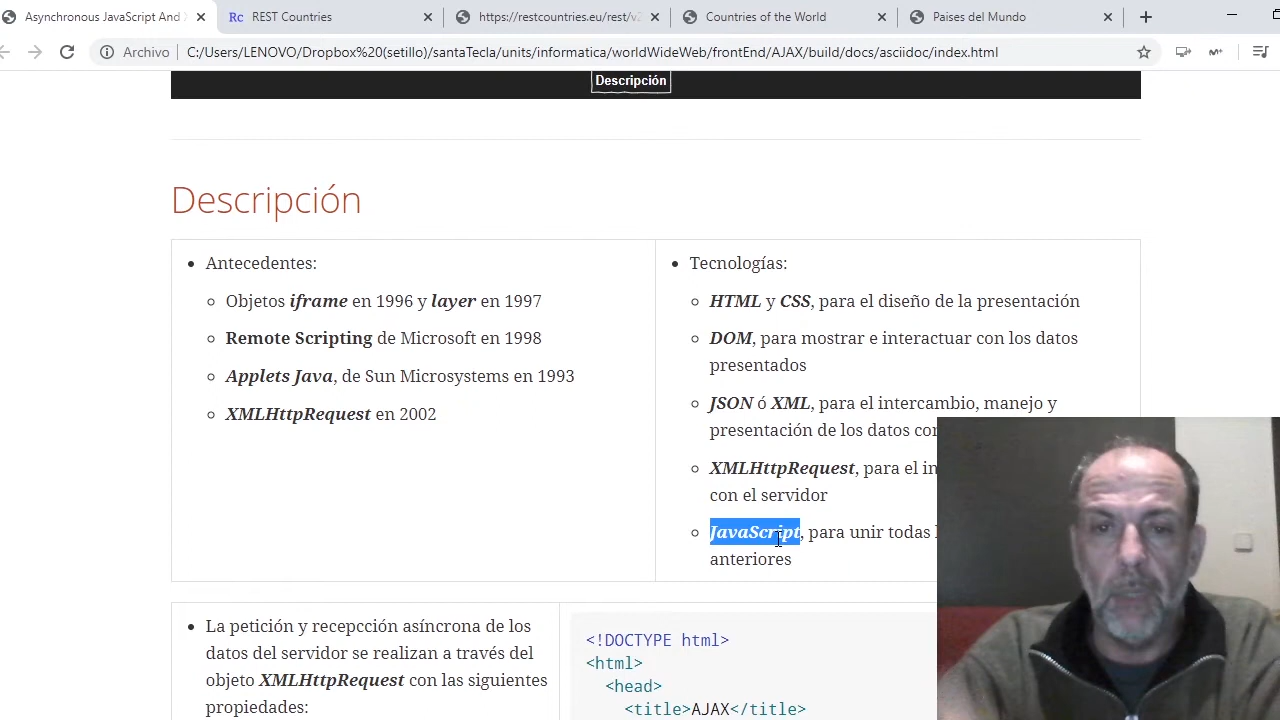 Asynchronous JavaScript And X
REST Countries
https://restcountries.eu/rest/v2
Countries of the World
Paises del Mundo
Archivo
C:/Users/LENOVO/Dropbox%20(setillo)/santaTecla/units/informatica/worldWideWeb/frontEnd/AJAX/build/docs/asciidoc/index.html
Descripción
Descripción
Antecedentes:
Objetos iframe en 1996 y layer en 1997
Remote Scripting de Microsoft en 1998
Applets Java, de Sun Microsystems en 1993
XMLHttpRequest en 2002
Tecnologías:
HTML y CSS, para el diseño de la presentación
DOM, para mostrar e interactuar con los datos
presentados
JSON ó XML, para el intercambio, manejo y
presentación de los datos
XMLHttpRequest, para el
con el servidor
JavaScript, para unir todas
anteriores
La petición y recepcción asíncrona de los
datos del servidor se realizan a través del
objeto XMLHttpRequest con las siguientes
propiedades:
<!DOCTYPE html>
<html>
<head>
<title>AJAX</title>